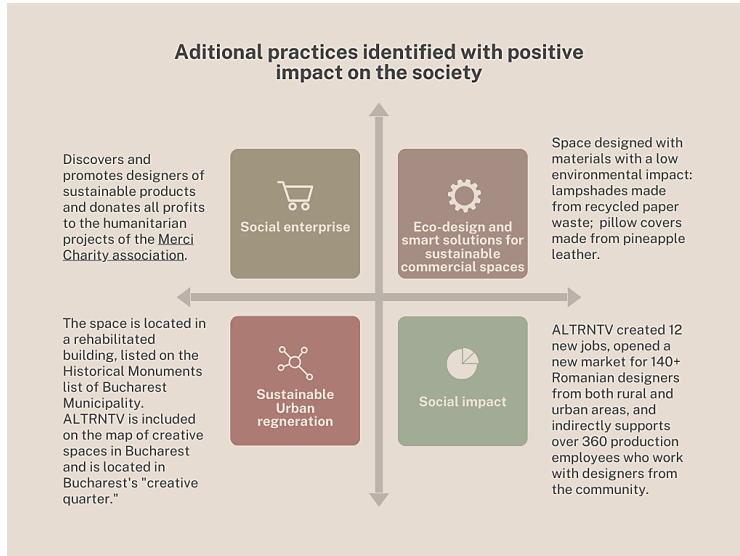 Aditional practices identified with positive
impact on the society
Discovers and
promotes designers of
sustainable products
and donates all profits
to the humanitarian
projects of the Merci
Charity association.
Social enterprise
Eco-design and
smart solutions for
sustainable
commercial spaces
Space designed with
materials with a low
environmental impact:
lampshades made
from recycled paper
waste; pillow covers
made from pineapple
leather.
The space is located in
a rehabilitated
building, listed on the
Historical Monuments
list of Bucharest
Municipality.
ALTRNTV is included
on the map of creative
spaces in Bucharest
and is located in
Bucharest's "creative
quarter."
Sustainable
Urban
regneration
Social impact
ALTRNTV created 12
new jobs, opened a
new market for 140+
Romanian designers
from both rural and
urban areas, and
indirectly supports
over 360 production
employees who work
with designers from
the community.